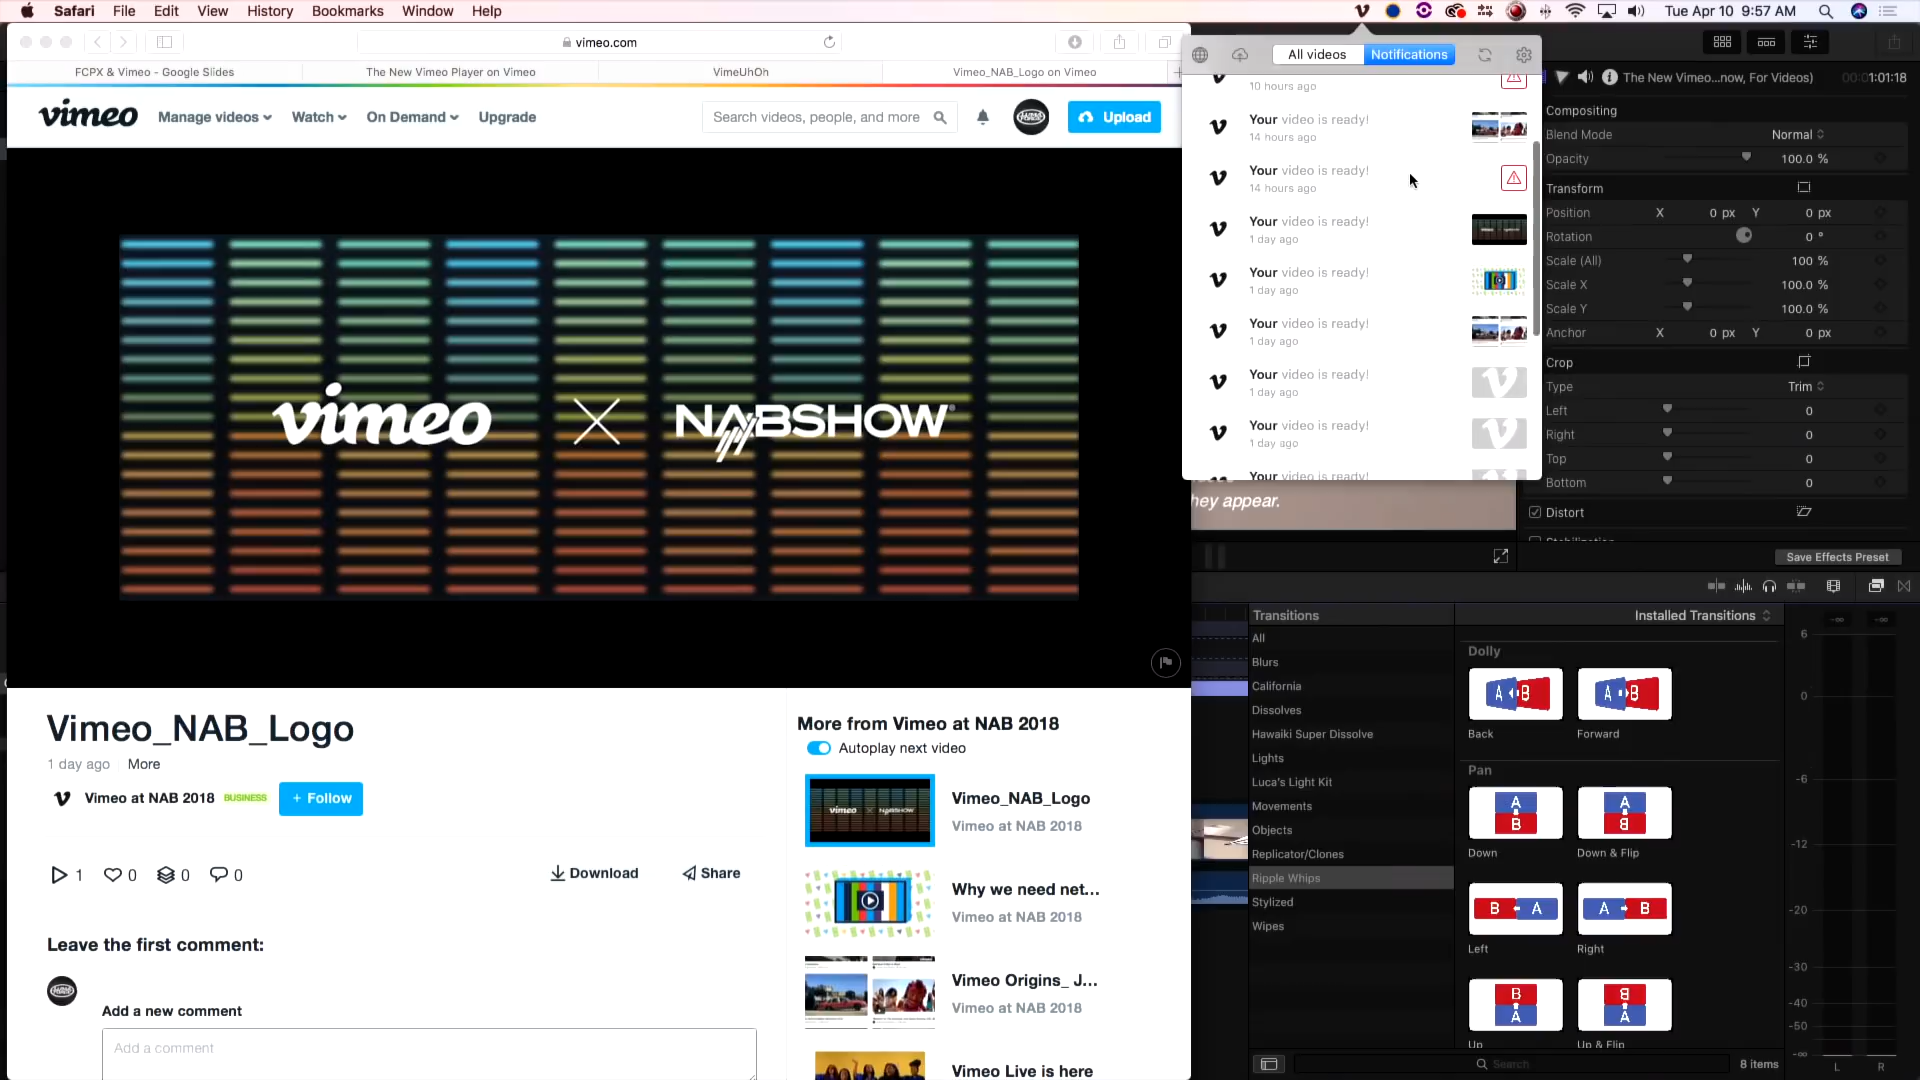 Safari File Edit View History Bookmarks Window Help
Tue Apr 10 9:57 AM
vimeo.com
FCPX & Vimeo - Google Slides
The New Vimeo Player on Vimeo
VimeUhOh
Vimeo_NAB_Logo on Vimeo
vimeo
Manage videos
Watch
On Demand
Upgrade
Search videos, people, and more
Upload
vimeo X NABSHOW
Vimeo_NAB_Logo
1 day ago More
Vimeo at NAB 2018 BUSINESS
+ Follow
1 0 0 0
Download
Share
Leave the first comment:
Add a new comment
Add a comment
More from Vimeo at NAB 2018
Autoplay next video
Vimeo_NAB_Logo
Vimeo at NAB 2018
Why we need net...
Vimeo at NAB 2018
Vimeo Origins_ J...
Vimeo at NAB 2018
Vimeo Live is here
All videos
Notifications
10 hours ago
Your video is ready!
14 hours ago
Your video is ready!
14 hours ago
Your video is ready!
1 day ago
Your video is ready!
1 day ago
Your video is ready!
1 day ago
Your video is ready!
1 day ago
Your video is ready!
1 day ago
Your video is ready!
hey appear.
The New Vimeo...now, For Videos)
1:01:18
Compositing
Blend Mode Normal
Opacity 100.0 %
Transform
Position X 0 px Y 0 px
Rotation 0 °
Scale (All) 100 %
Scale X 100.0 %
Scale Y 100.0 %
Anchor X 0 px Y 0 px
Crop
Type Trim
Left 0
Right 0
Top 0
Bottom 0
Distort
Save Effects Preset
Transitions
Installed Transitions
All
Blurs
California
Dissolves
Hawaiki Super Dissolve
Lights
Luca's Light Kit
Movements
Objects
Replicator/Clones
Ripple Whips
Stylized
Wipes
Dolly
A B
A B
Back
Forward
Pan
A
B
A
B
Down
Down & Flip
B A
A B
Left
Right
B
A
B
A
Up
Up & Flip
Search
8 items
6
0
-6
-12
-20
-30
-40
-50
-∞
L R